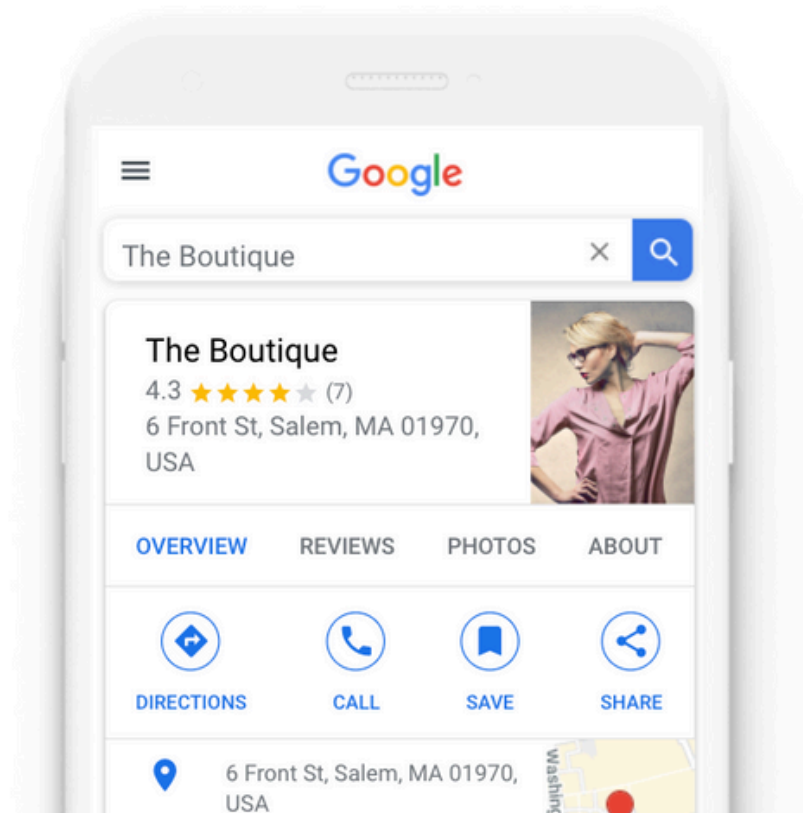 Google
The Boutique
The Boutique
4.3 (7)
6 Front St, Salem, MA 01970,
USA
OVERVIEW REVIEWS PHOTOS ABOUT
DIRECTIONS CALL SAVE SHARE
6 Front St, Salem, MA 01970,
USA